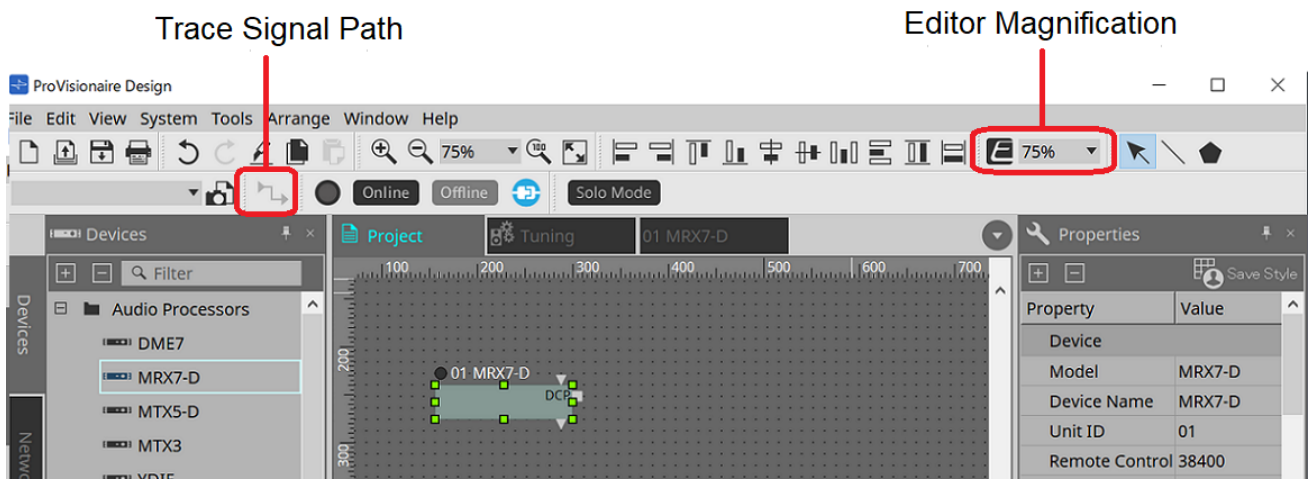 Trace Signal Path
Editor Magnification
ProVisionaire Design
File Edit View System Tools Arrange Window Help
75%
100
75%
Online
Offline
Solo Mode
Devices
Project
Tuning
01 MRX7-D
Properties
Filter
100 200 300 400 500 600 700
Save Style
Devices
Audio Processors
Property Value
DME7
Device
200
01 MRX7-D
MRX7-D
Model MRX7-D
DCP
Device Name MRX7-D
MTX5-D
Unit ID 01
MTX3
300
Remote Control 38400